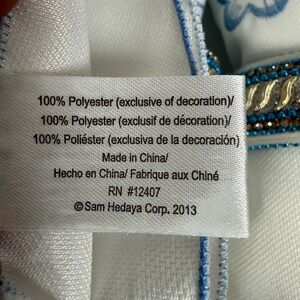 100% Polyester (exclusive of decoration)/
100% Polyester (exclusif de décoration)/
100% Poliéster (exclusiva de la decoración)
Made in China/
Hecho en China/ Fabrique aux Chiné
RN #12407
©Sam Hedaya Corp. 2013